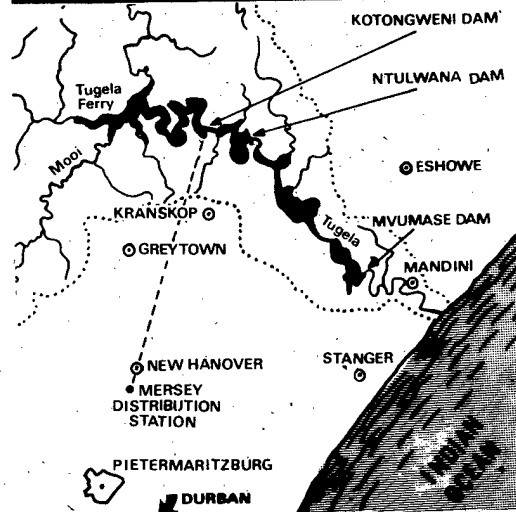 KOTONGWENI DAM
NTULWANA DAM
Tugela
Ferry
Mooi
ESHOWE
KRANSKOP
Tugela
MVUMASE DAM
GREYTOWN
MANDINI
NEW HANOVER
STANGER
MERSEY
DISTRIBUTION
STATION
INDIAN
OCEAN
PIETERMARITZBURG
DURBAN